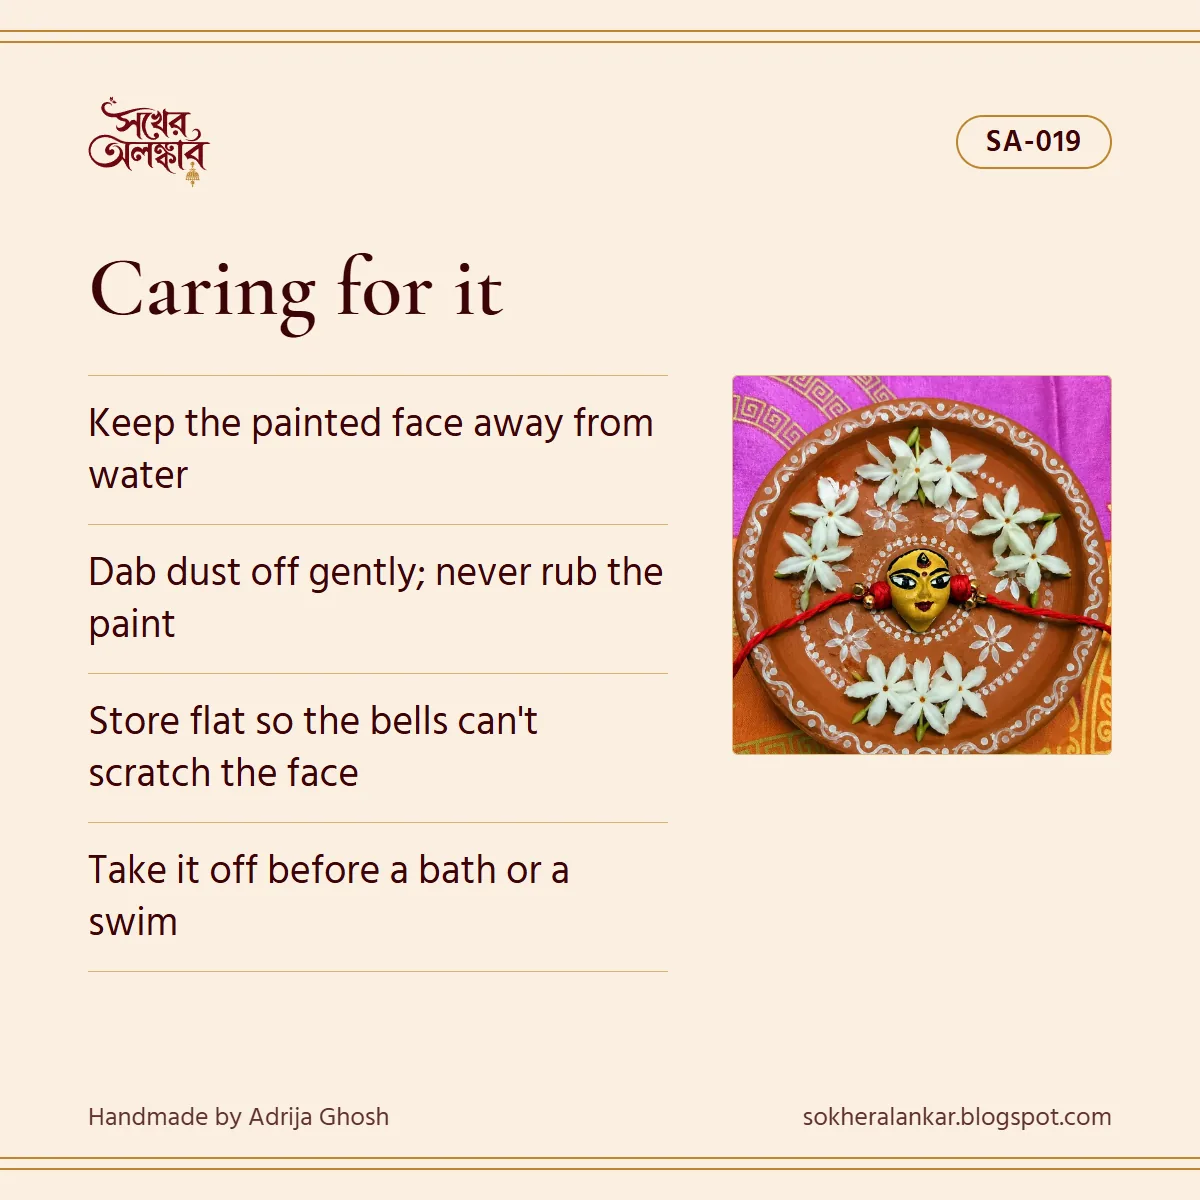 সখের
অলঙ্কার
SA-019
Caring for it
Keep the painted face away from
water
Dab dust off gently; never rub the
paint
Store flat so the bells can't
scratch the face
Take it off before a bath or a
swim
Handmade by Adrija Ghosh
sokheralankar.blogspot.com